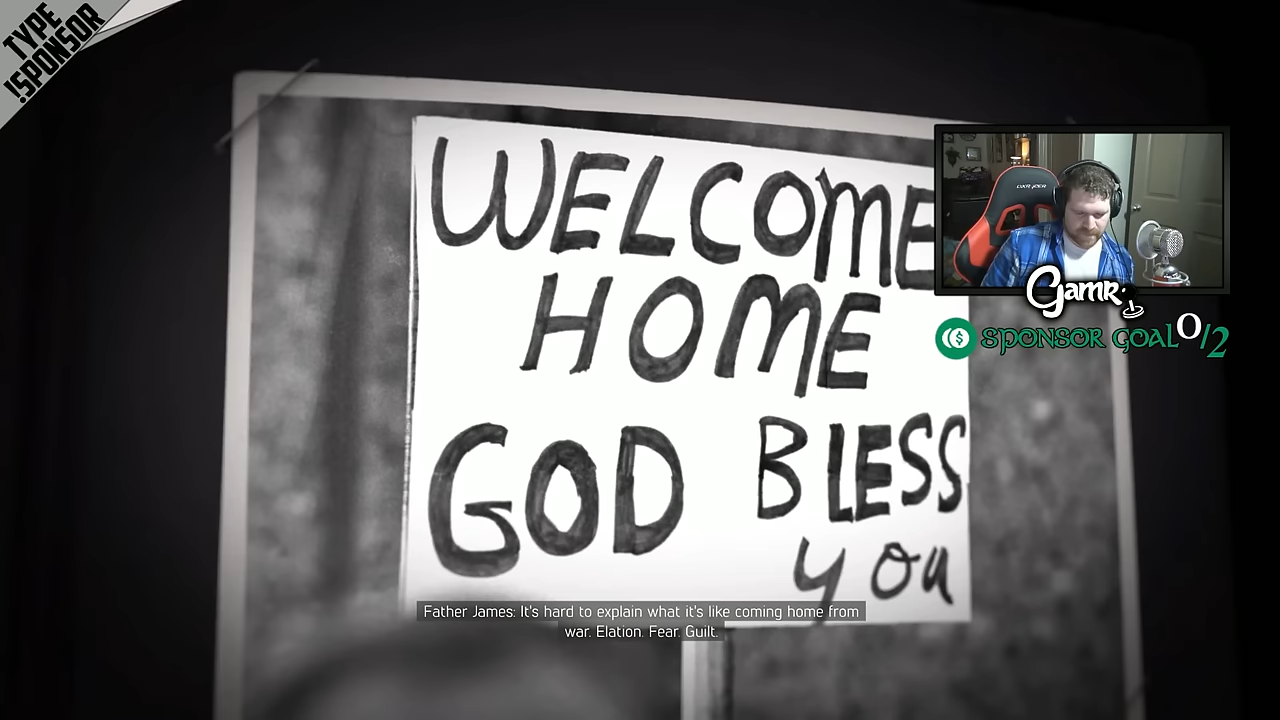 TYPE
!SPONSOR
WELCOME
HOME
GOD BLESS
you
DXRACER
Gamr
SPONSOR GOAL 0/2
Father James: It's hard to explain what it's like coming home from
war. Elation. Fear. Guilt.